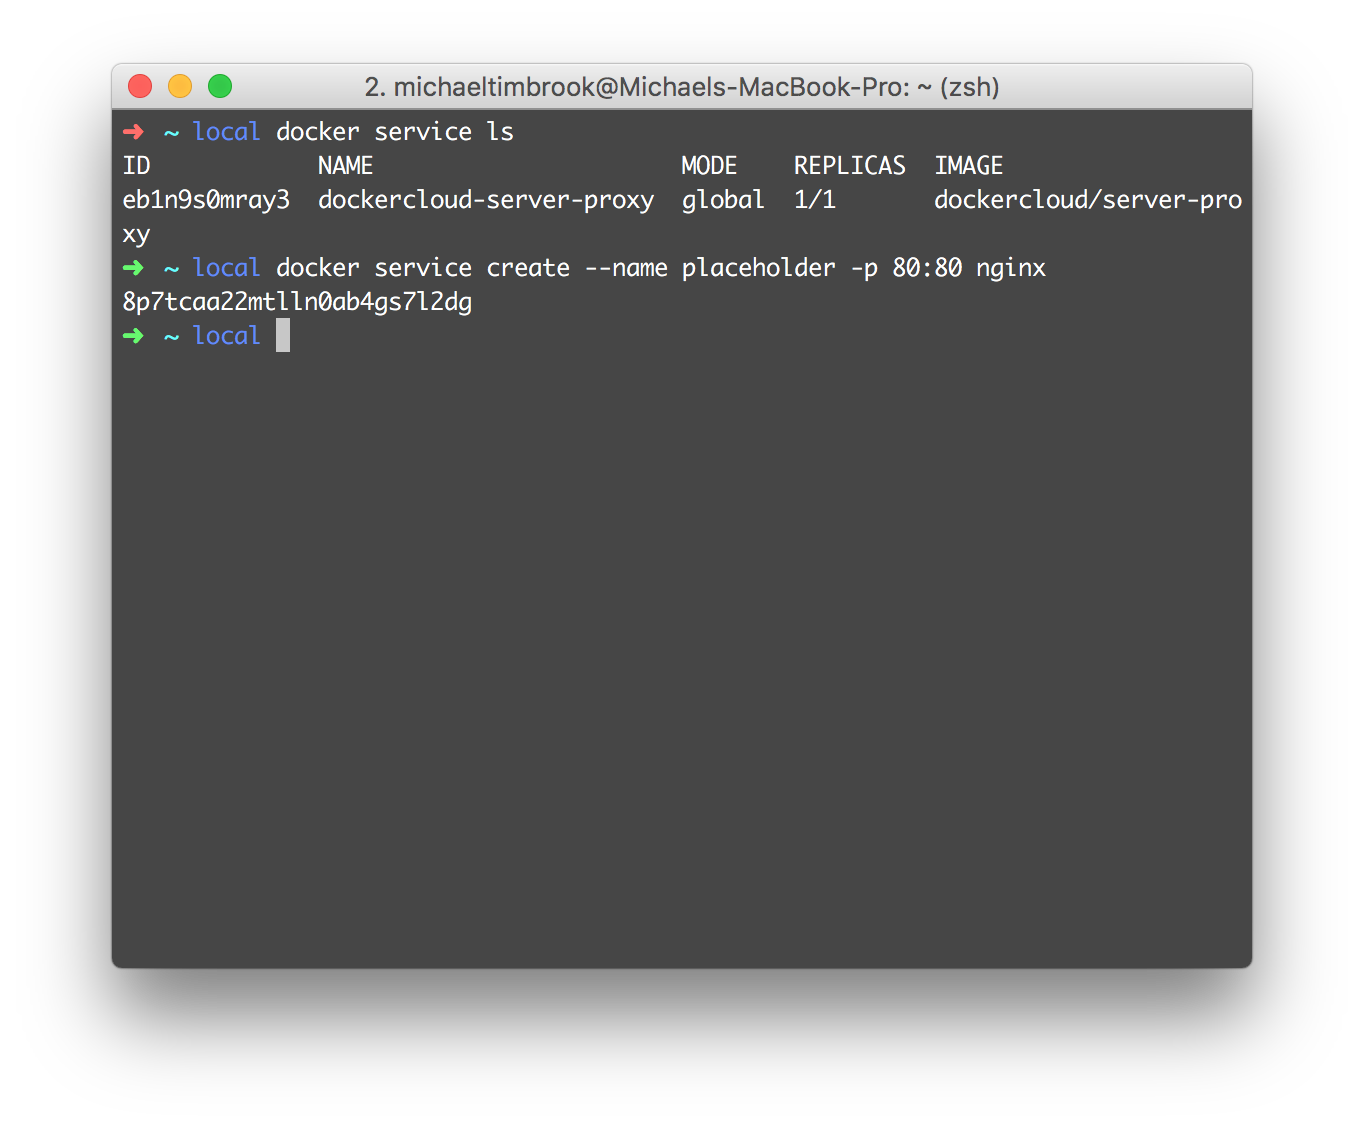 2. michaeltimbrook@Michaels-MacBook-Pro: ~ (zsh)
➜ ~ local docker service ls
ID NAME MODE REPLICAS IMAGE
eb1n9s0mray3 dockercloud-server-proxy global 1/1 dockercloud/server-pro
xy
➜ ~ local docker service create --name placeholder -p 80:80 nginx
8p7tcaa22mtlln0ab4gs7l2dg
➜ ~ local